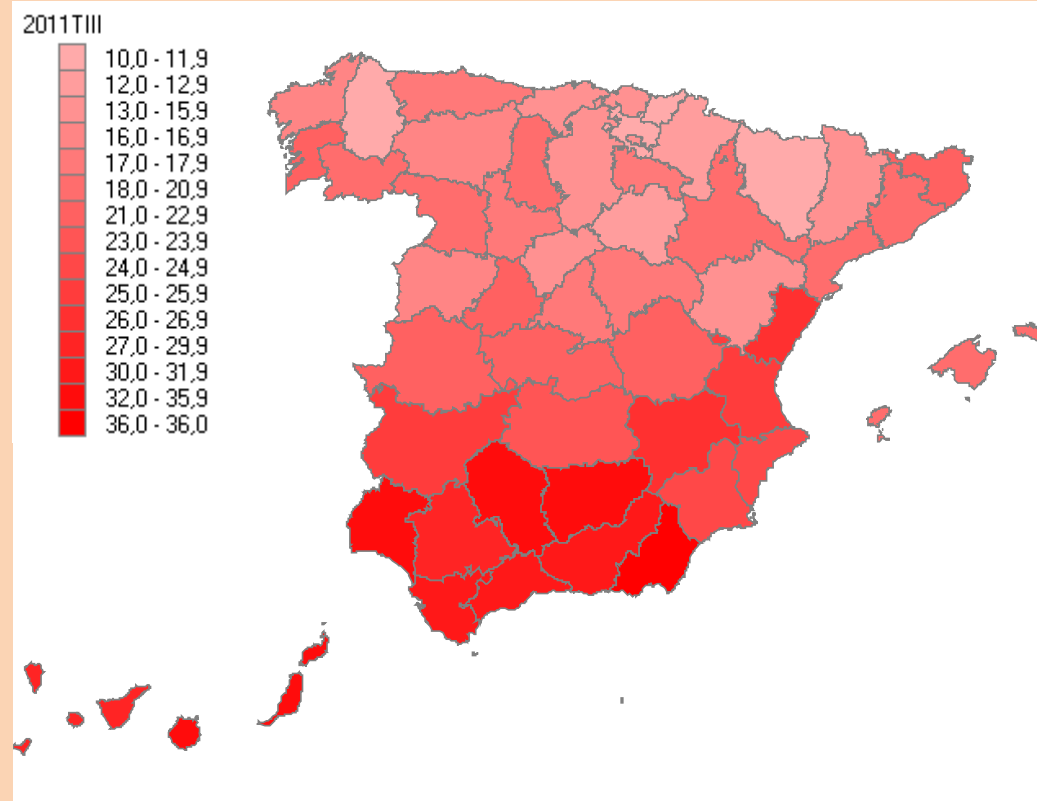 2011TIII
10,0 - 11,9
12,0 - 12,9
13,0 - 15,9
16,0 - 16,9
17,0 - 17,9
18,0 - 20,9
21,0 - 22,9
23,0 - 23,9
24,0 - 24,9
25,0 - 25,9
26,0 - 26,9
27,0 - 29,9
30,0 - 31,9
32,0 - 35,9
36,0 - 36,0